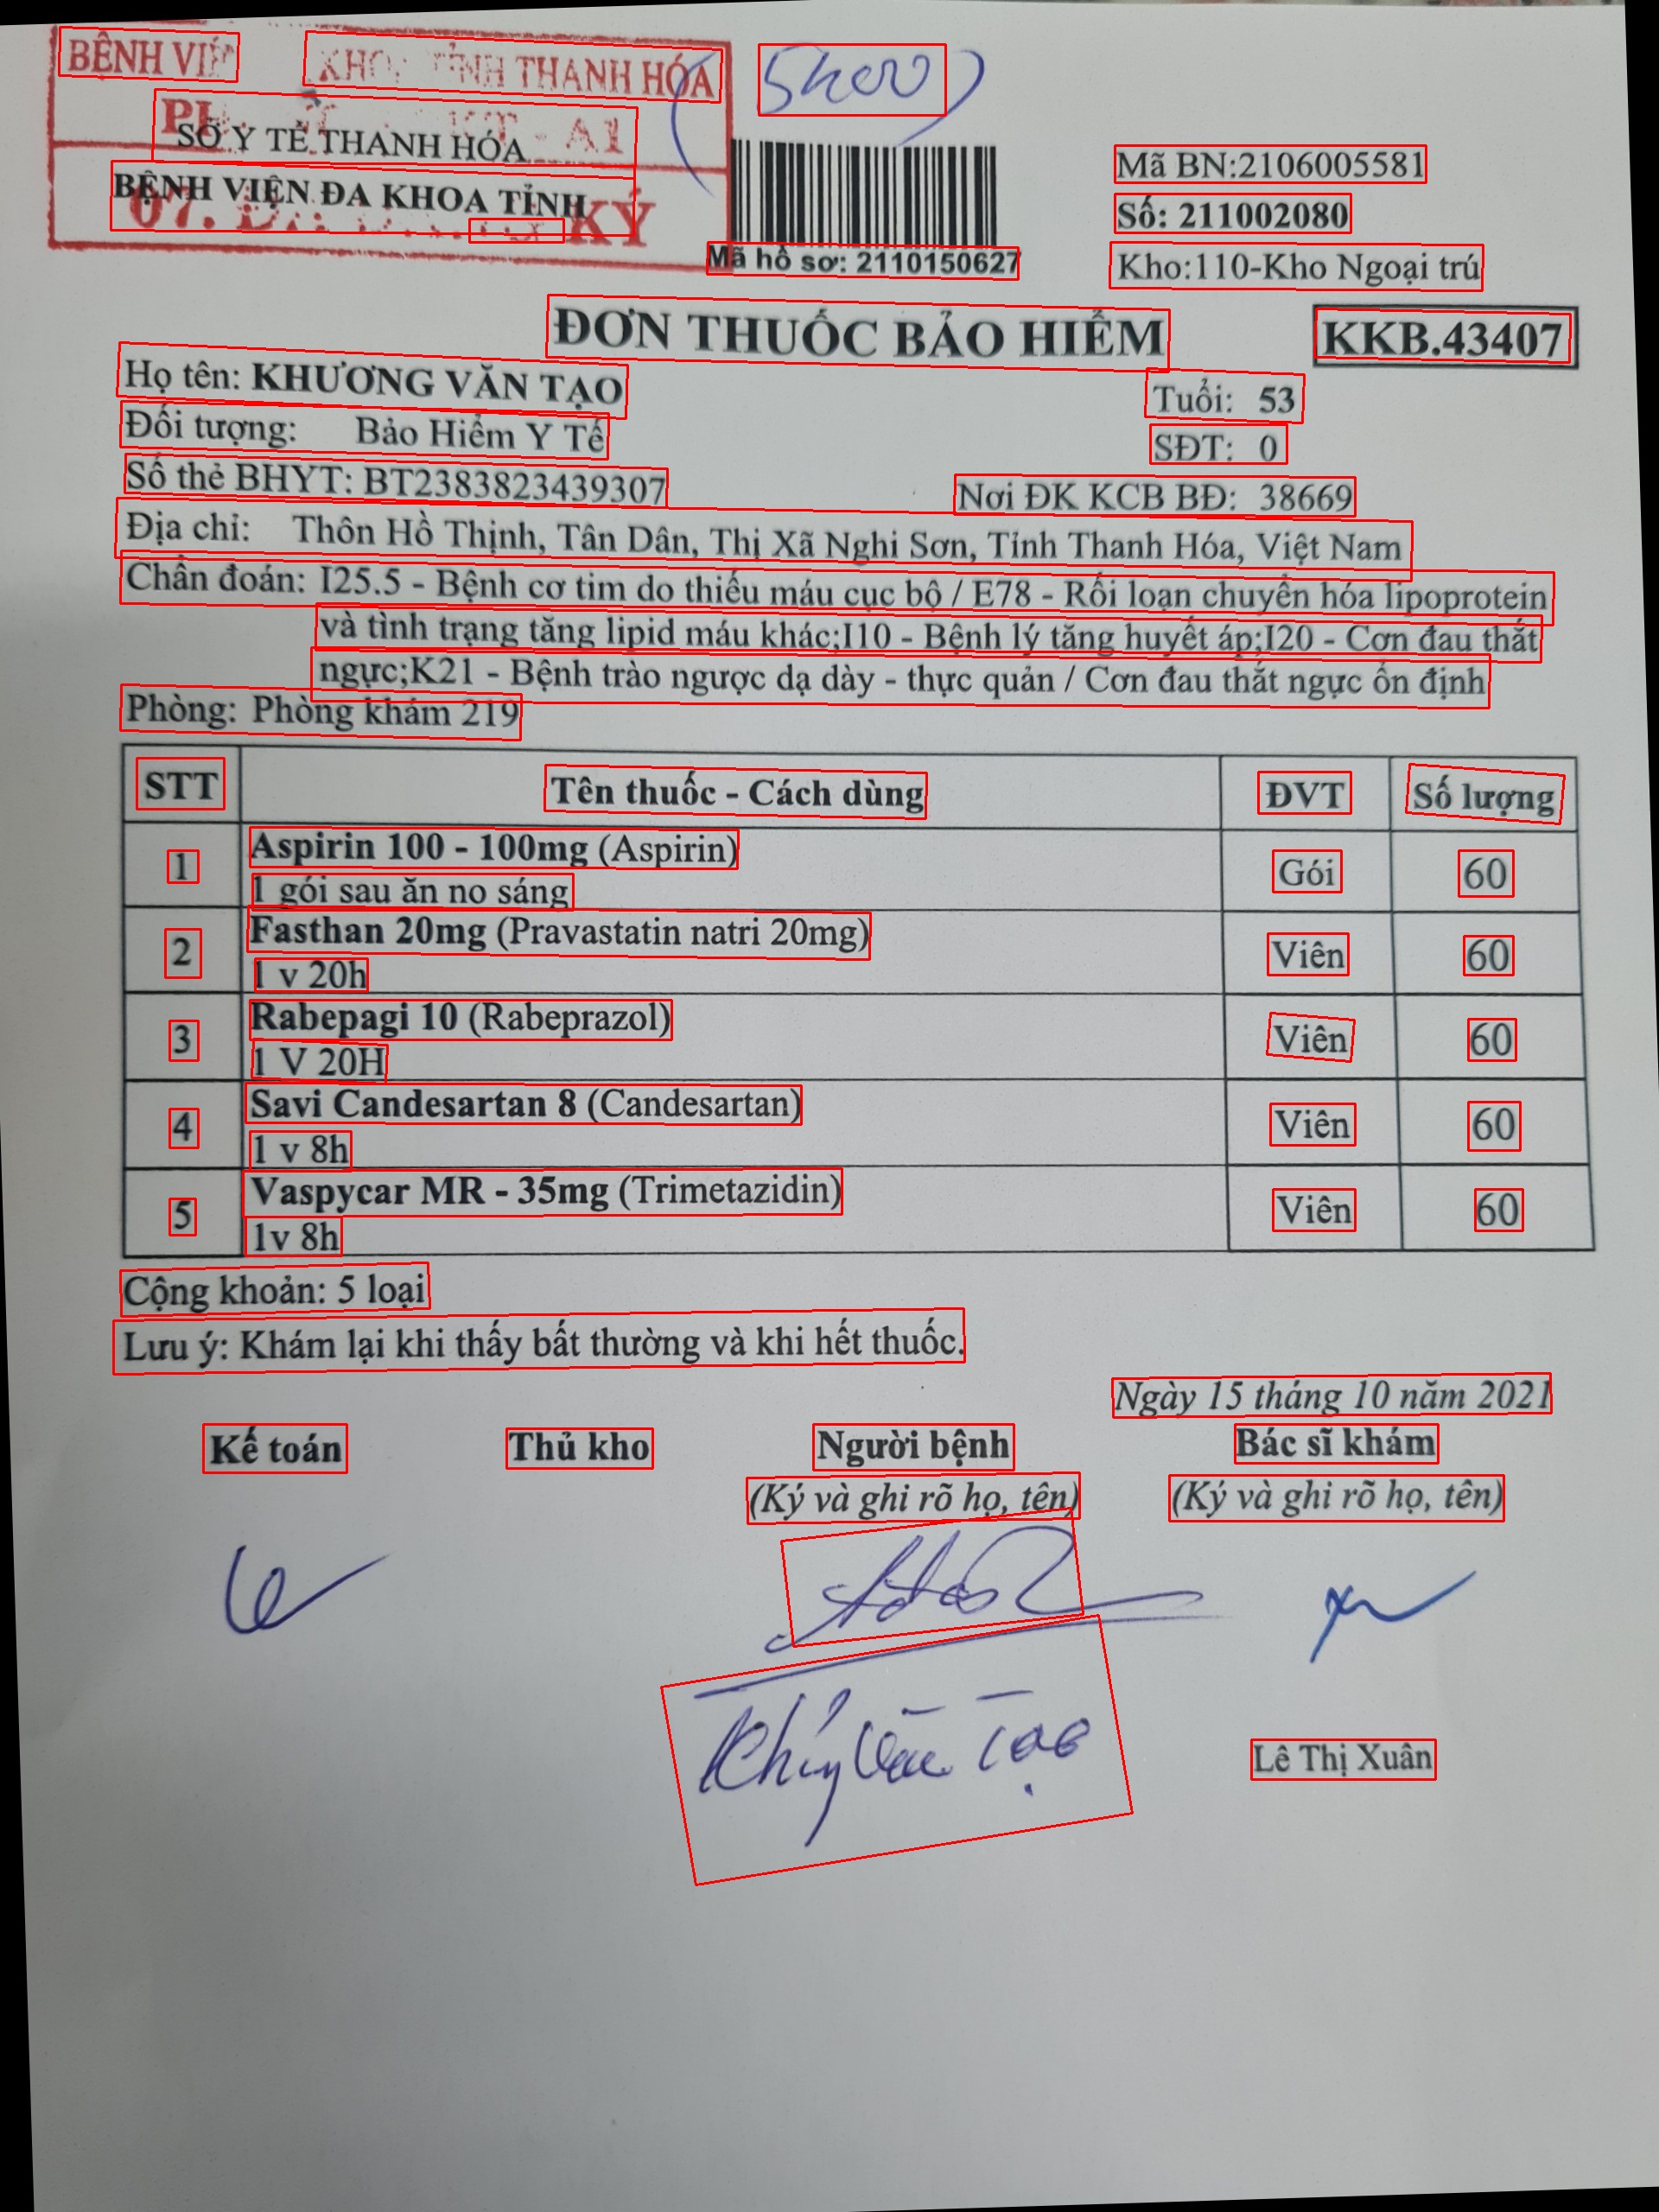 BỆNH VIỆN KHOA TỈNH THANH HÓA
SỞ Y TẾ THANH HÓA
BỆNH VIỆN ĐA KHOA TỈNH
KÝ
Mã hồ sơ: 2110150627
Mã BN:2106005581
Số: 211002080
Kho:110-Kho Ngoại trú
ĐƠN THUỐC BẢO HIỂM
KKB.43407
Họ tên: KHƯƠNG VĂN TẠO Tuổi: 53
Đối tượng: Bảo Hiểm Y Tế SĐT: 0
Số thẻ BHYT: BT2383823439307 Nơi ĐK KCB BĐ: 38669
Địa chỉ: Thôn Hồ Thịnh, Tân Dân, Thị Xã Nghi Sơn, Tỉnh Thanh Hóa, Việt Nam
Chẩn đoán: I25.5 - Bệnh cơ tim do thiếu máu cục bộ / E78 - Rối loạn chuyển hóa lipoprotein
và tình trạng tăng lipid máu khác;I10 - Bệnh lý tăng huyết áp;I20 - Cơn đau thắt
ngực;K21 - Bệnh trào ngược dạ dày - thực quản / Cơn đau thắt ngực ổn định
Phòng: Phòng khám 219
STT Tên thuốc - Cách dùng ĐVT Số lượng
1 Aspirin 100 - 100mg (Aspirin) Gói 60
1 gói sau ăn no sáng
2 Fasthan 20mg (Pravastatin natri 20mg) Viên 60
1 v 20h
3 Rabepagi 10 (Rabeprazol) Viên 60
1 V 20H
4 Savi Candesartan 8 (Candesartan) Viên 60
1 v 8h
5 Vaspycar MR - 35mg (Trimetazidin) Viên 60
1v 8h
Cộng khoản: 5 loại
Lưu ý: Khám lại khi thấy bất thường và khi hết thuốc.
Ngày 15 tháng 10 năm 2021
Kế toán Thủ kho Người bệnh Bác sĩ khám
(Ký và ghi rõ họ, tên) (Ký và ghi rõ họ, tên)
Văn Tạo
Lê Thị Xuân